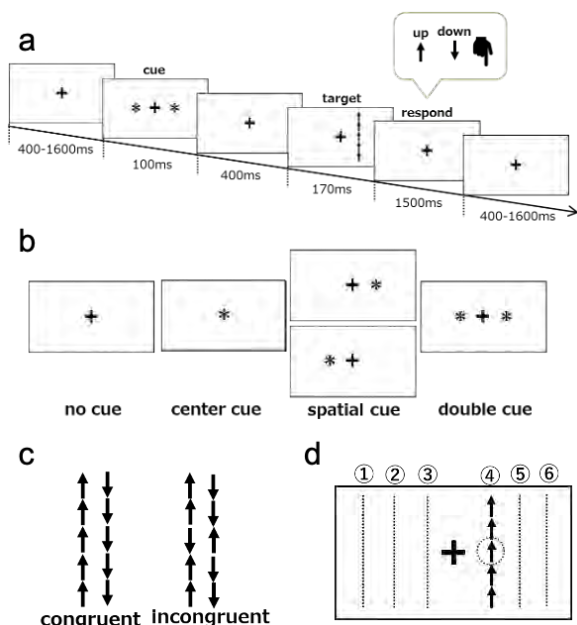 a
up down
cue
target
respond
400-1600ms
100ms
400ms
170ms
1500ms
400-1600ms
b
no cue
center cue
spatial cue
double cue
c
congruent
incongruent
d
① ② ③ ④ ⑤ ⑥